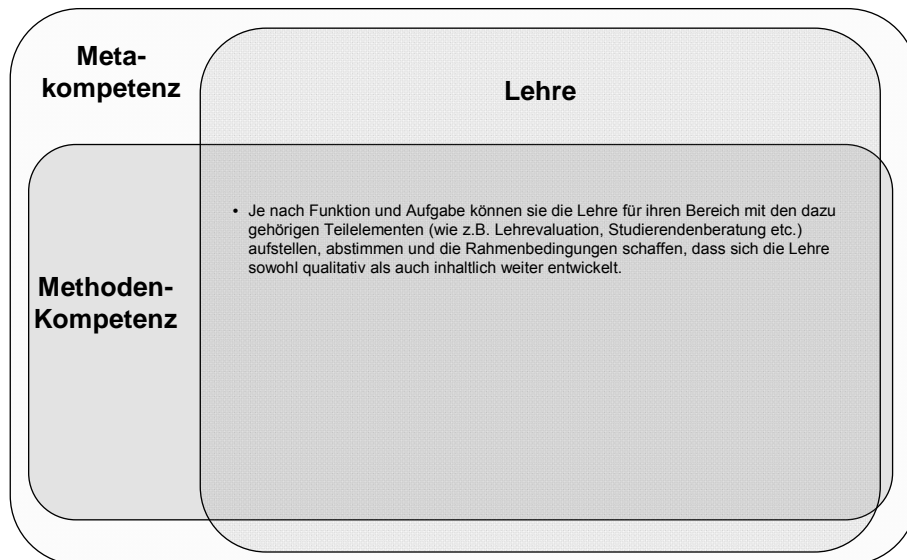 Meta-
kompetenz
Lehre
• Je nach Funktion und Aufgabe können sie die Lehre für ihren Bereich mit den dazu
gehörigen Teilelementen (wie z.B. Lehrevaluation, Studierendenberatung etc.)
aufstellen, abstimmen und die Rahmenbedingungen schaffen, dass sich die Lehre
sowohl qualitativ als auch inhaltlich weiter entwickelt.
Methoden-
Kompetenz